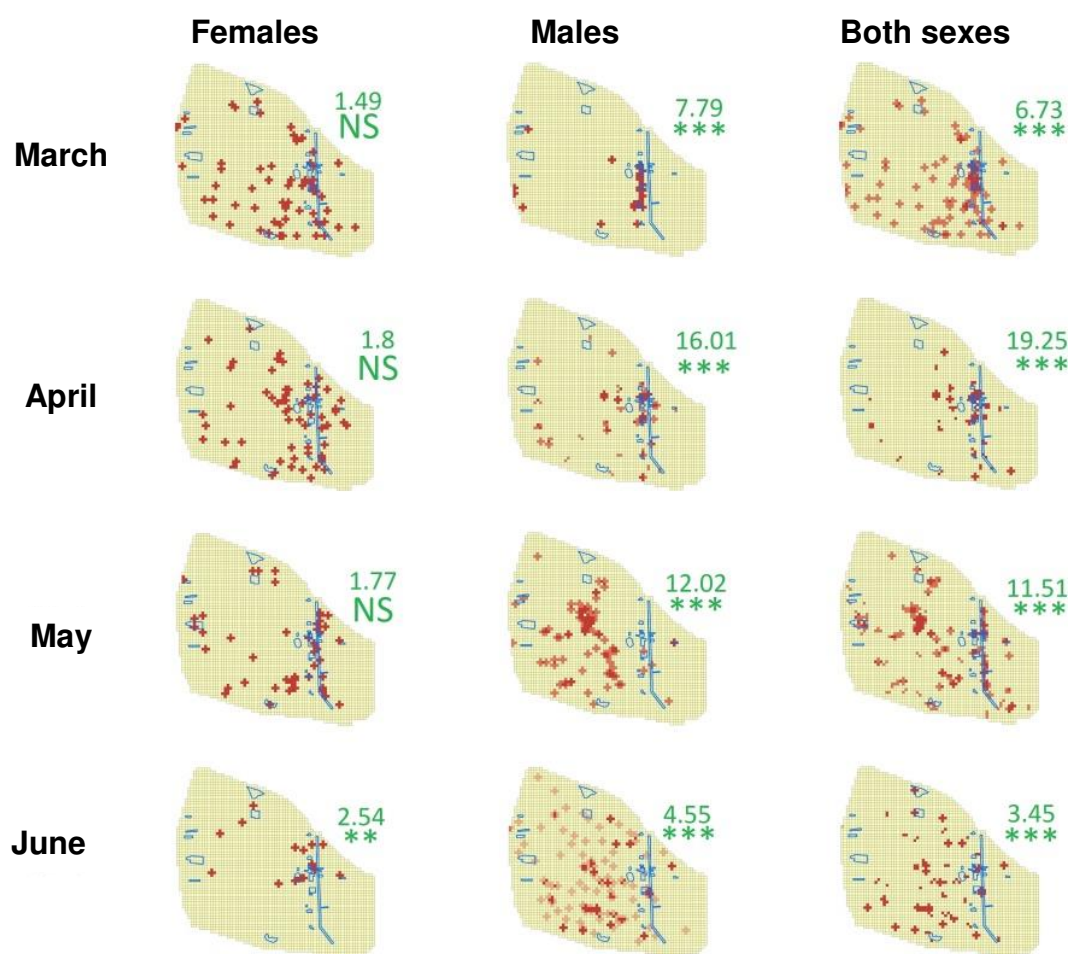 Females Males Both sexes
March
1.49
NS
7.79
***
6.73
***
April
1.8
NS
16.01
***
19.25
***
May
1.77
NS
12.02
***
11.51
***
June
2.54
**
4.55
***
3.45
***